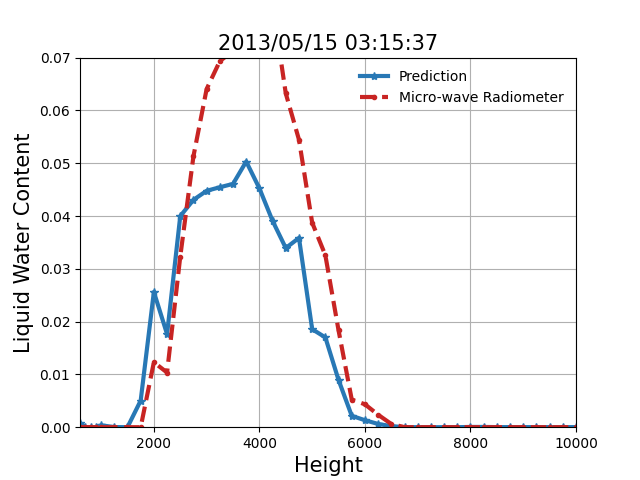 2013/05/15 03:15:37
Prediction
Micro-wave Radiometer
Liquid Water Content
0.07
0.06
0.05
0.04
0.03
0.02
0.01
0.00
2000 4000 6000 8000 10000
Height